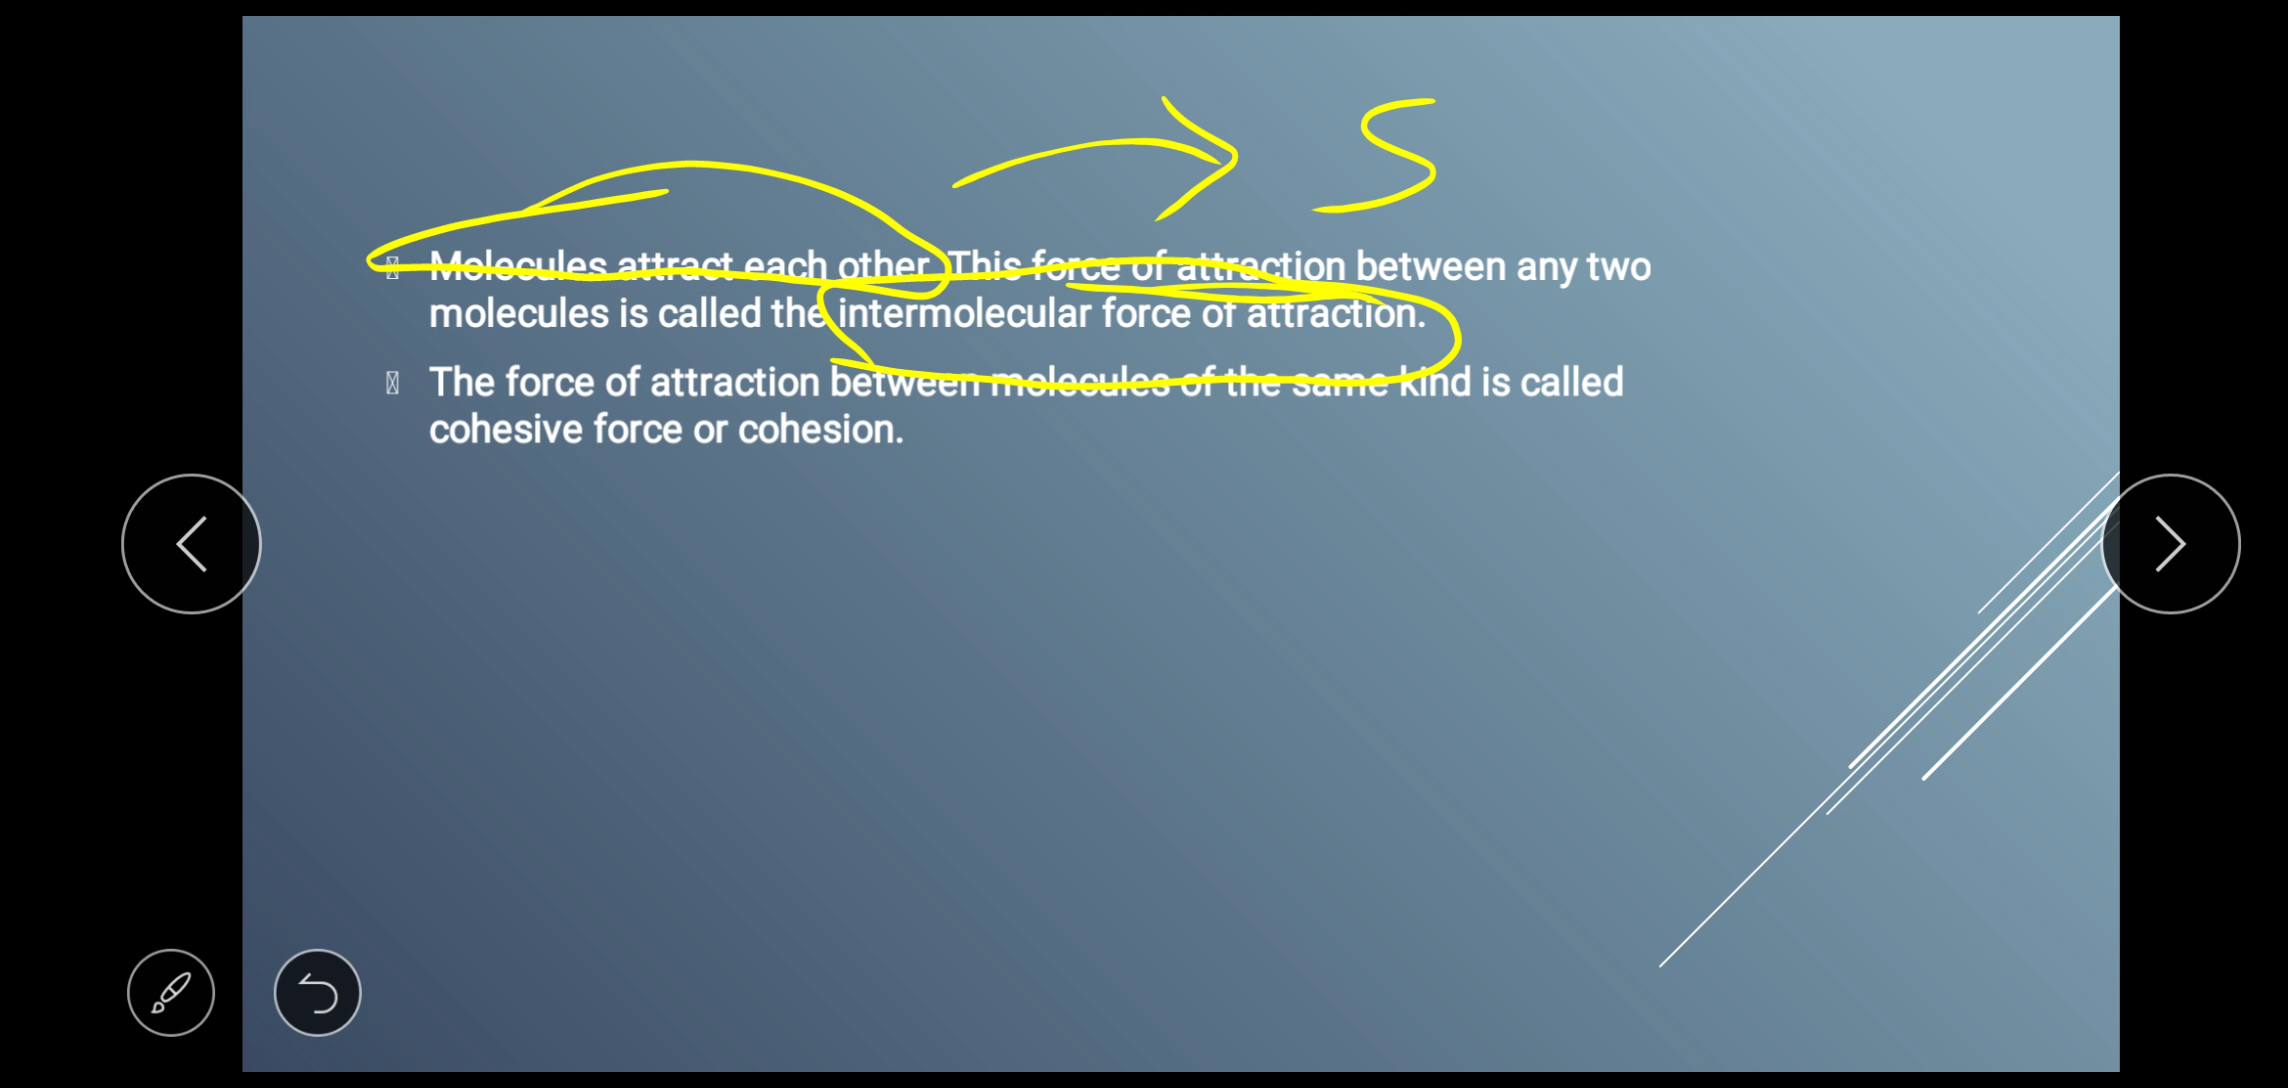 S
Molecules attract each other. This force of attraction between any two
molecules is called the intermolecular force of attraction.
The force of attraction between molecules of the same kind is called
cohesive force or cohesion.